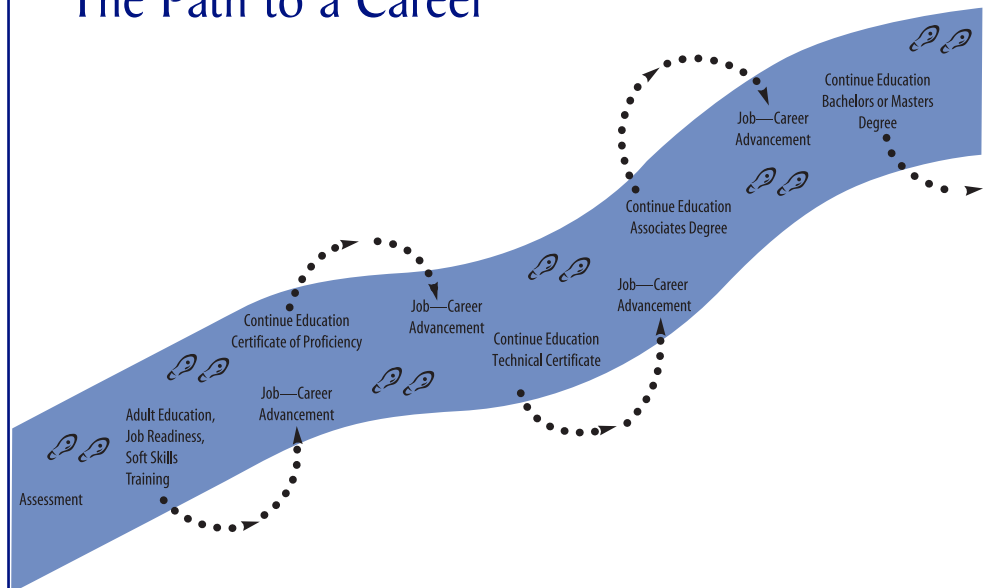 The Path to a Career
Assessment
Adult Education,
Job Readiness,
Soft Skills
Training
Job—Career
Advancement
Continue Education
Certificate of Proficiency
Job—Career
Advancement
Continue Education
Technical Certificate
Job—Career
Advancement
Continue Education
Associates Degree
Job—Career
Advancement
Continue Education
Bachelors or Masters
Degree